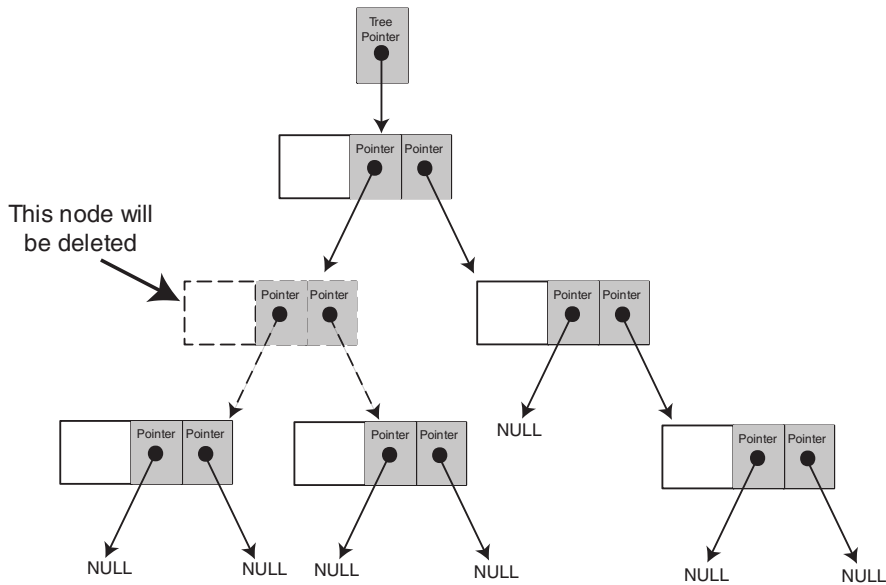 Tree
Pointer
Pointer Pointer
This node will
be deleted
Pointer Pointer
Pointer Pointer
Pointer Pointer
Pointer Pointer
NULL
Pointer Pointer
NULL
NULL
NULL
NULL
NULL
NULL